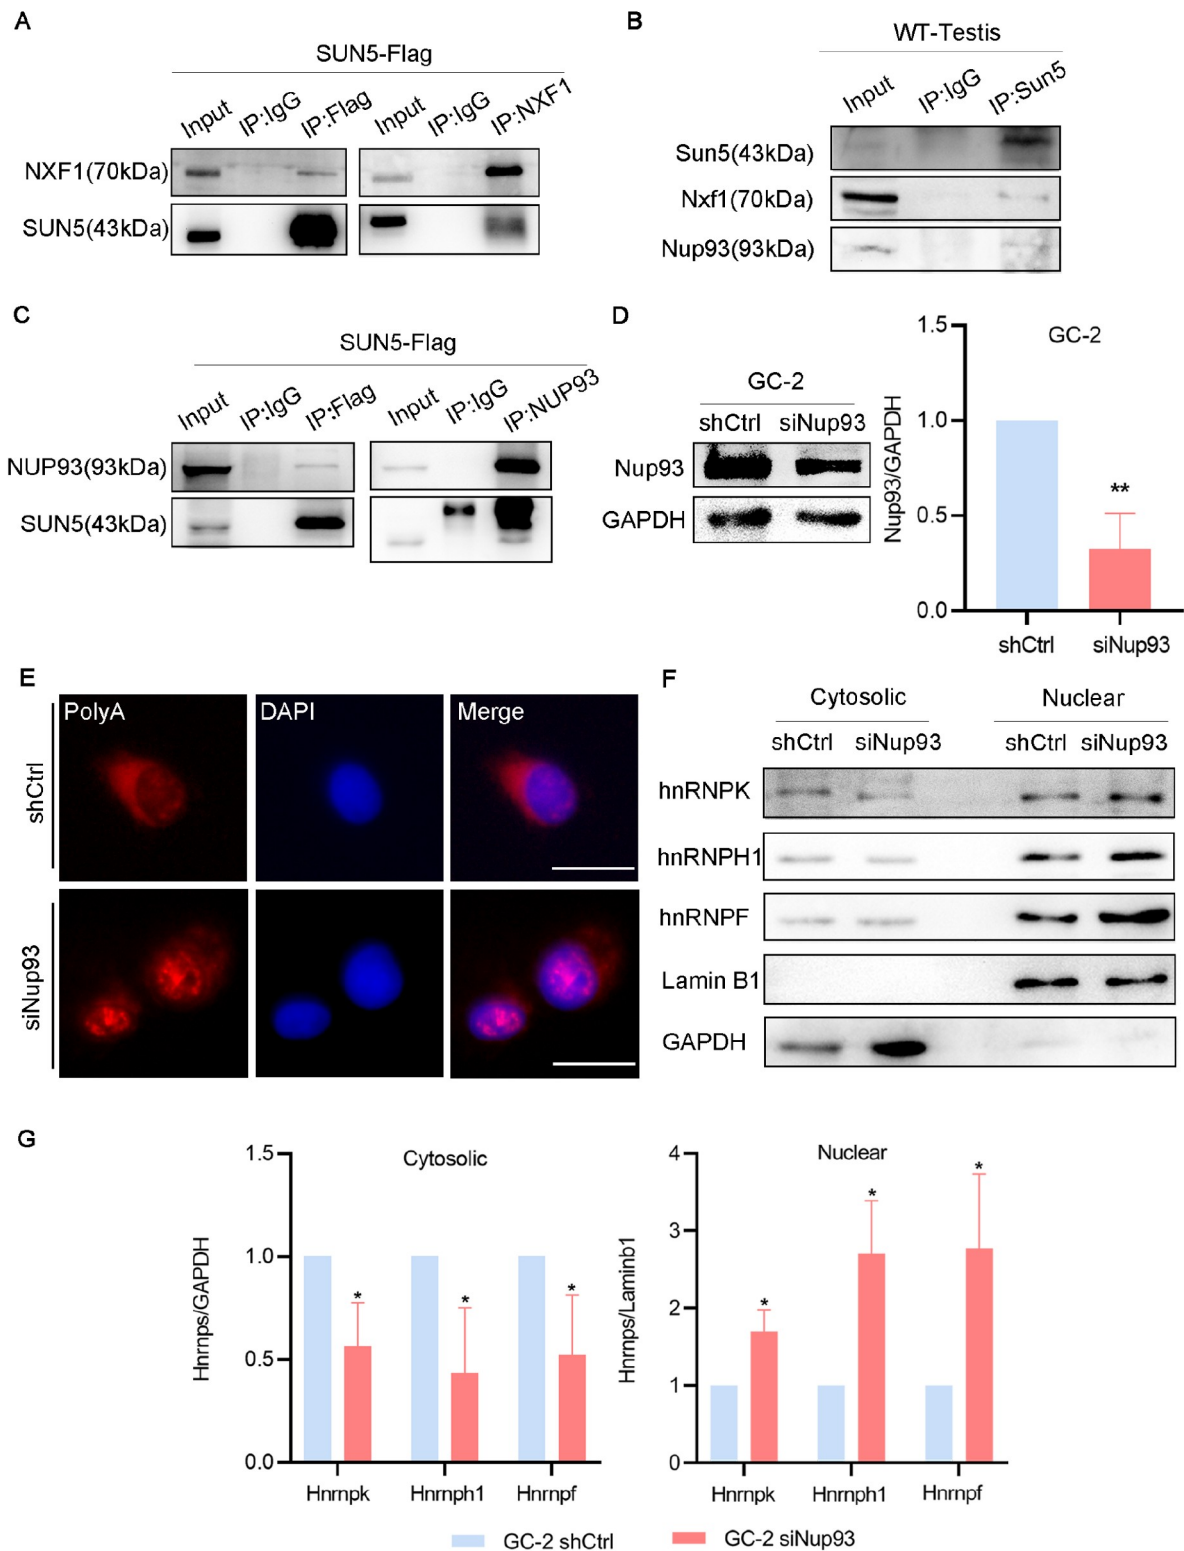 A
SUN5-Flag
Input IP:IgG IP:Flag Input IP:IgG IP:NXF1
NXF1(70kDa)
SUN5(43kDa)
B
WT-Testis
Input IP:IgG IP:Sun5
Sun5(43kDa)
Nxf1(70kDa)
Nup93(93kDa)
C
SUN5-Flag
Input IP:IgG IP:Flag Input IP:IgG IP:NUP93
NUP93(93kDa)
SUN5(43kDa)
D
GC-2
shCtrl siNup93
Nup93
GAPDH
GC-2
Nup93/GAPDH
1.5
1.0
0.5
0.0
**
shCtrl siNup93
E
PolyA DAPI Merge
shCtrl
siNup93
F
Cytosolic Nuclear
shCtrl siNup93 shCtrl siNup93
hnRNPK
hnRNPH1
hnRNPF
Lamin B1
GAPDH
G
Cytosolic
Hnrnps/GAPDH
1.5
1.0
0.5
0.0
* * *
Hnrnpk Hnrnph1 Hnrnpf
Nuclear
Hnrnps/Laminb1
4
3
2
1
0
* * *
Hnrnpk Hnrnph1 Hnrnpf
GC-2 shCtrl GC-2 siNup93